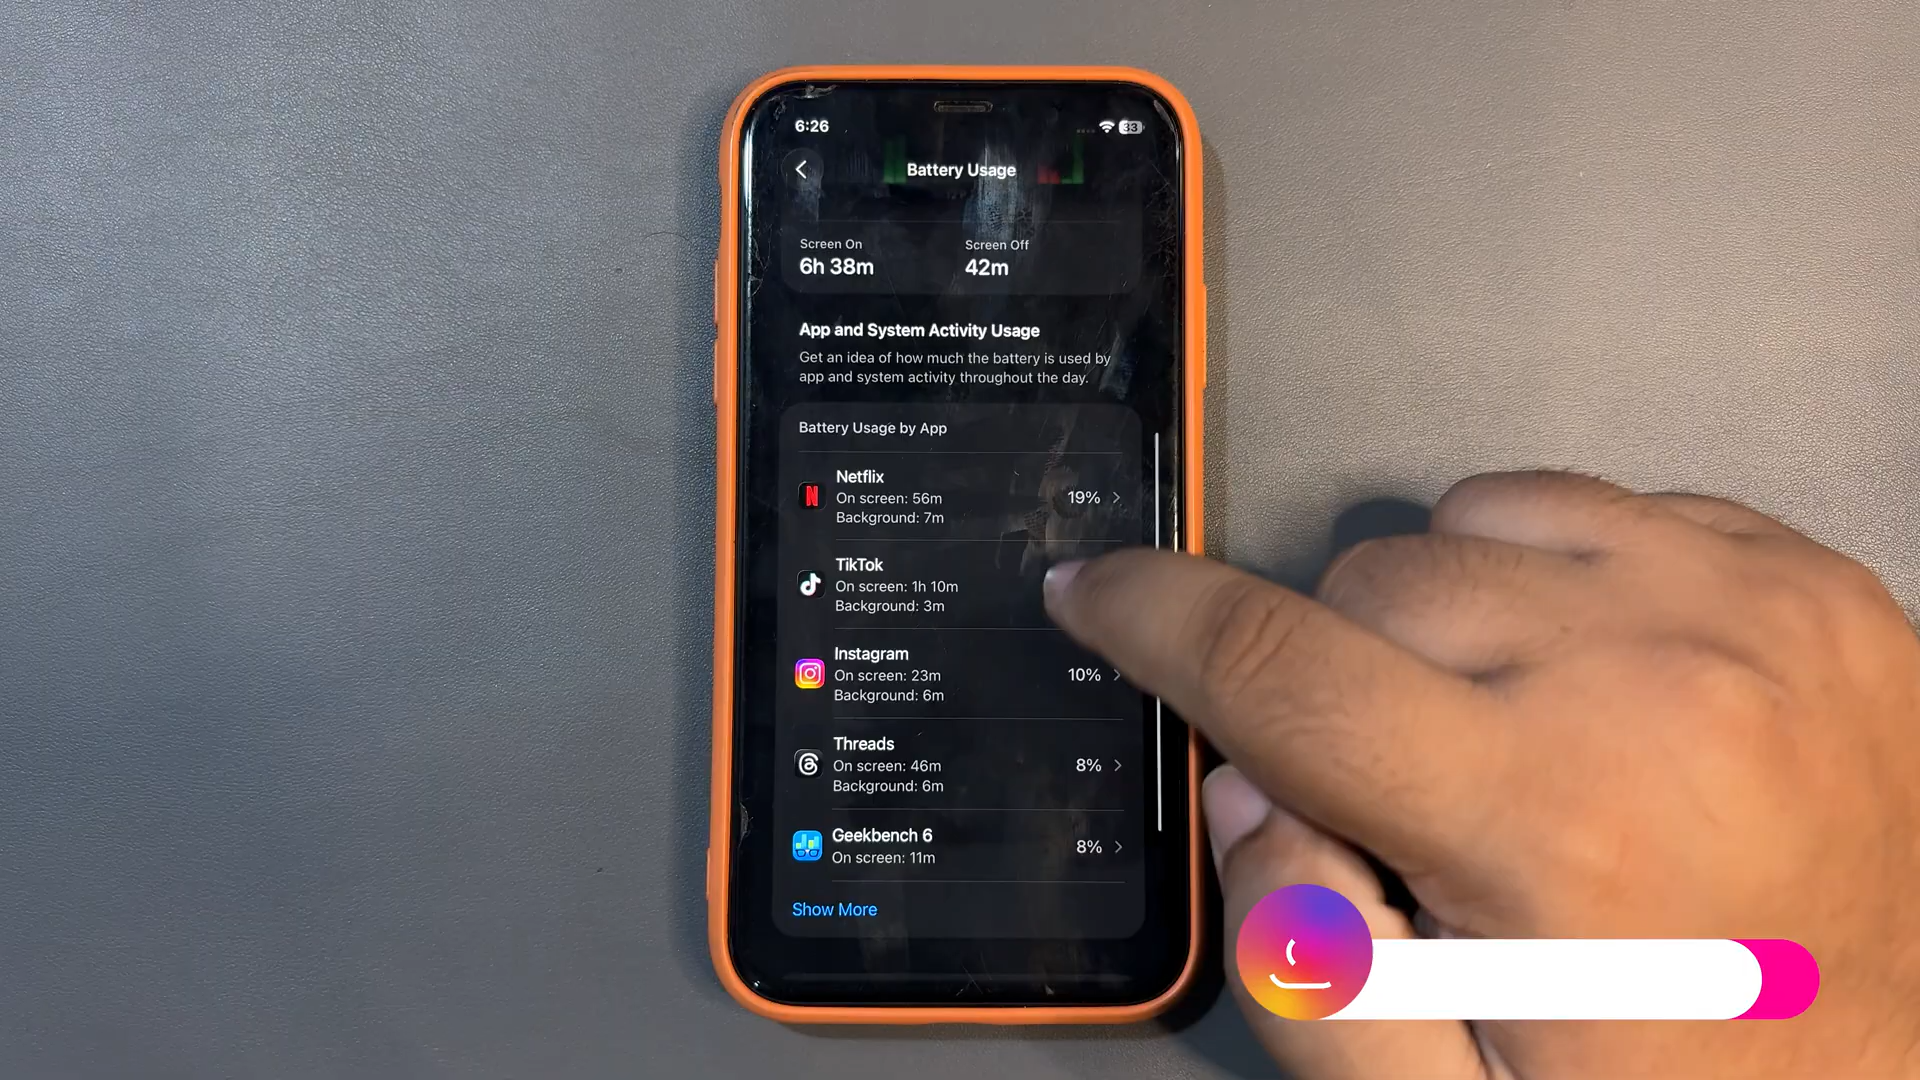 6:26
33
Battery Usage
Screen On
Screen Off
6h 38m
42m
App and System Activity Usage
Get an idea of how much the battery is used by
app and system activity throughout the day.
Battery Usage by App
Netflix
On screen: 56m
19%
Background: 7m
TikTok
On screen: 1h 10m
Background: 3m
Instagram
On screen: 23m
10%
Background: 6m
Threads
On screen: 46m
8%
Background: 6m
Geekbench 6
On screen: 11m
8%
Show More